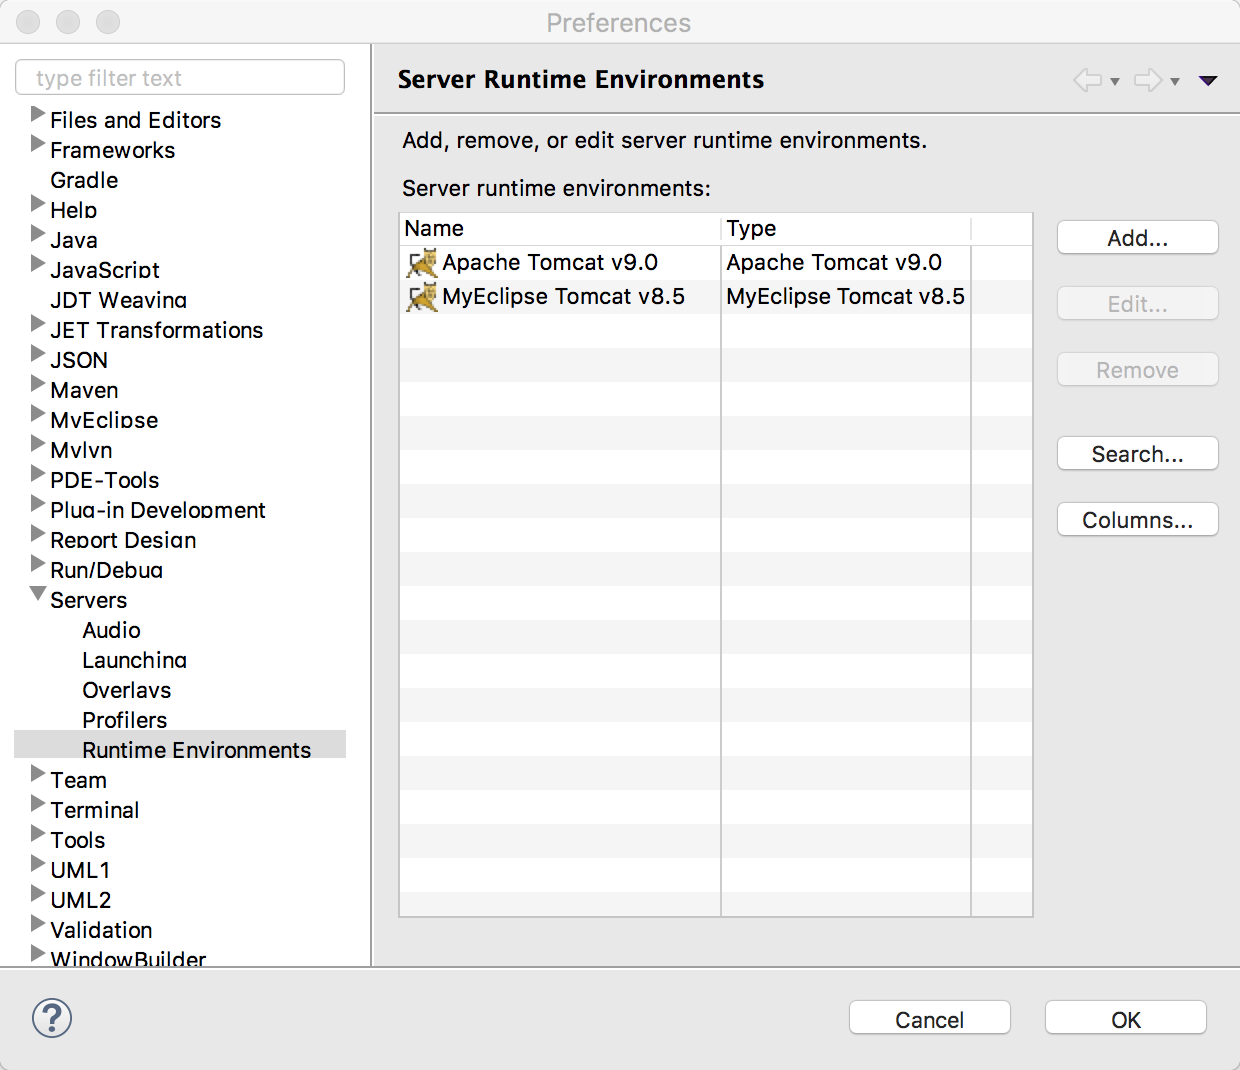 Preferences
type filter text
Files and Editors
Frameworks
Gradle
Help
Java
JavaScript
JDT Weaving
JET Transformations
JSON
Maven
MyEclipse
Mylyn
PDE-Tools
Plug-in Development
Report Design
Run/Debug
Servers
Audio
Launching
Overlays
Profilers
Runtime Environments
Team
Terminal
Tools
UML1
UML2
Validation
WindowBuilder
Server Runtime Environments
Add, remove, or edit server runtime environments.
Server runtime environments:
Name Type
Apache Tomcat v9.0 Apache Tomcat v9.0
MyEclipse Tomcat v8.5 MyEclipse Tomcat v8.5
Add...
Edit...
Remove
Search...
Columns...
?
Cancel
OK